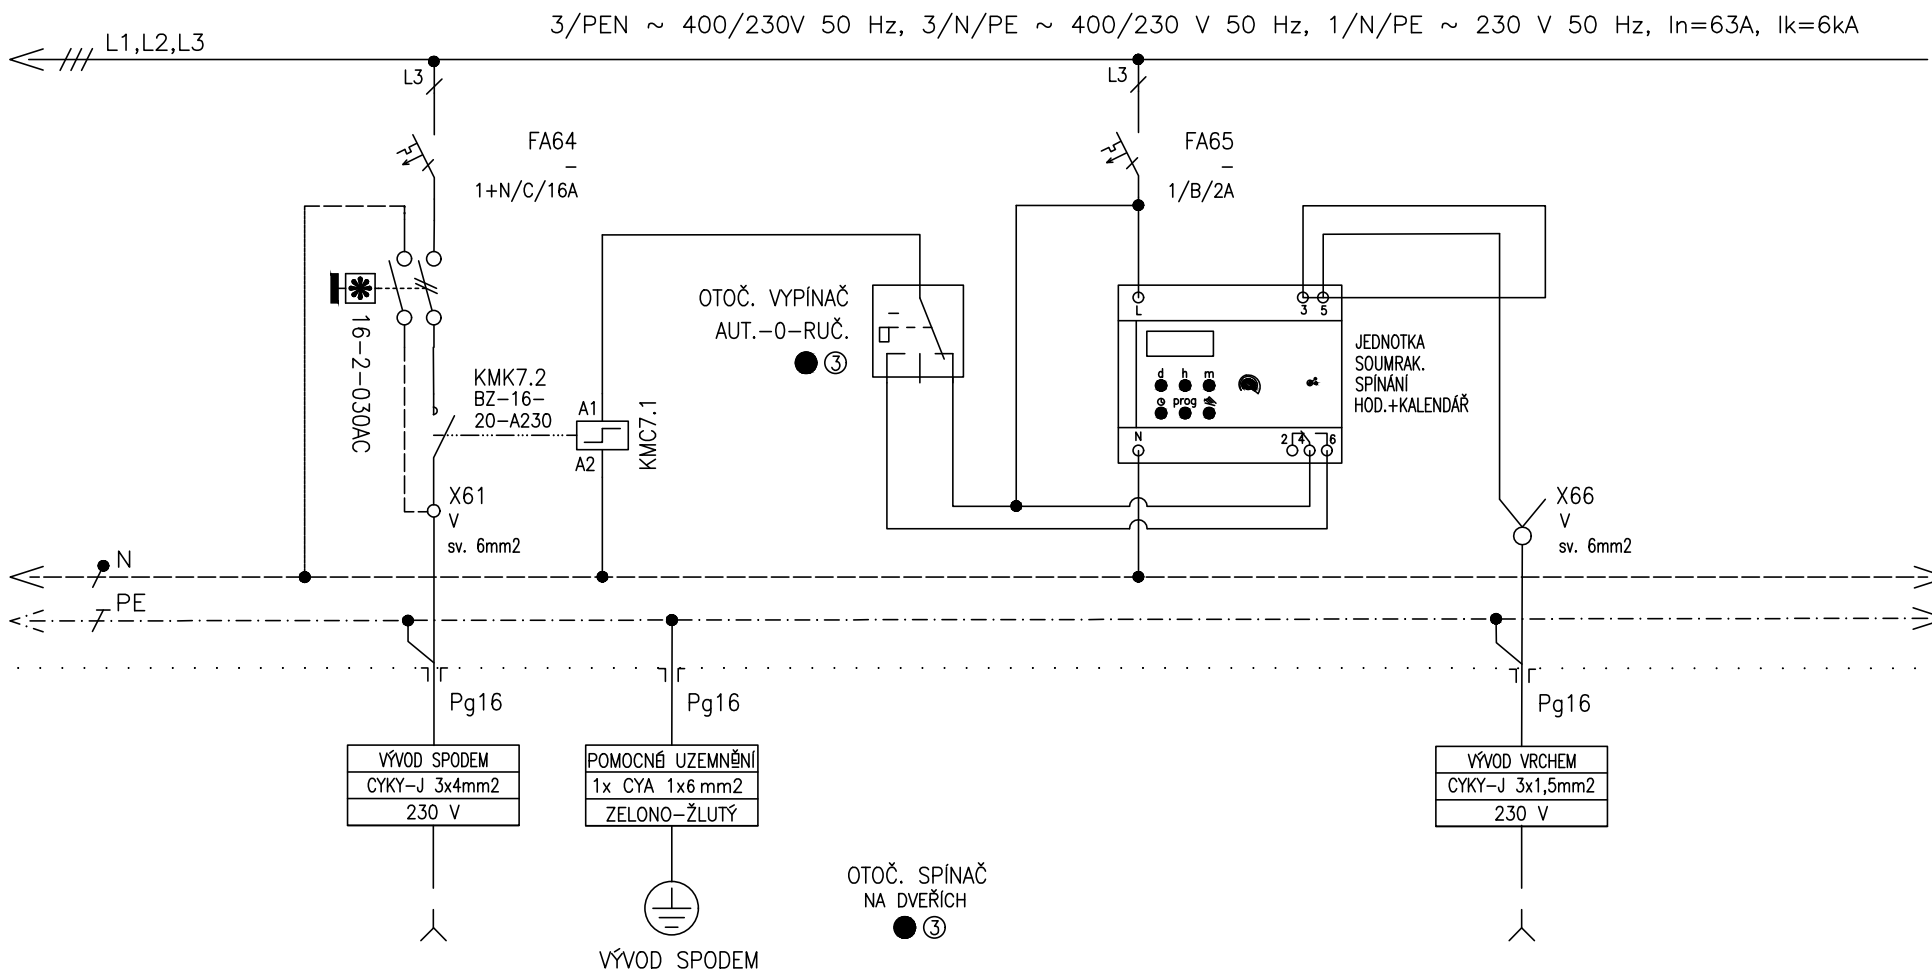 3/PEN ~ 400/230V 50 Hz, 3/N/PE ~ 400/230 V 50 Hz, 1/N/PE ~ 230 V 50 Hz, In=63A, Ik=6kA
L1,L2,L3
L3
L3
FA64
–
1+N/C/16A
FA65
–
1/B/2A
16-2-030AC
OTOČ. VYPÍNAČ
AUT.-0-RUČ.
③
L
3 5
d h m
prog
N
2 4 6
JEDNOTKA
SOUMRAK.
SPÍNÁNÍ
HOD.+KALENDÁŘ
KMK7.2
BZ-16-
20-A230
A1
A2
KMC7.1
X61
V
sv. 6mm2
X66
V
sv. 6mm2
N
PE
Pg16
Pg16
Pg16
VÝVOD SPODEM
CYKY-J 3x4mm2
230 V
POMOCNÉ UZEMNĚNÍ
1x CYA 1x6 mm2
ZELONO-ŽLUTÝ
VÝVOD VRCHEM
CYKY-J 3x1,5mm2
230 V
OTOČ. SPÍNAČ
NA DVEŘÍCH
③
VÝVOD SPODEM